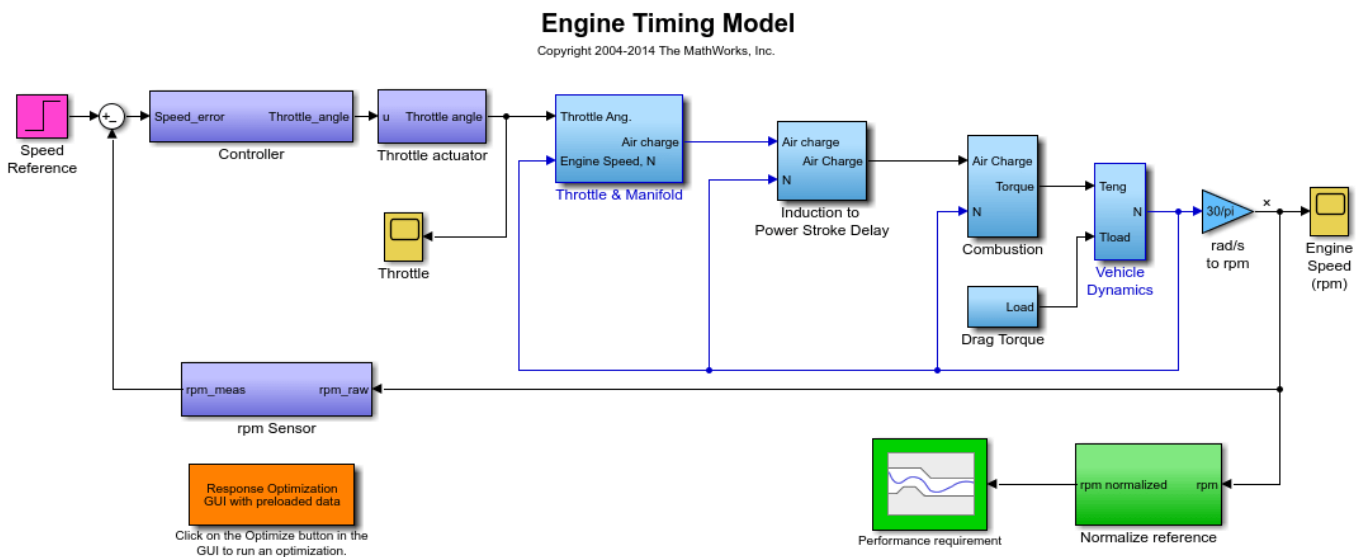 Engine Timing Model
Copyright 2004-2014 The MathWorks, Inc.
Speed
Reference
+
-
Speed_error
Throttle_angle
Controller
u
Throttle angle
Throttle actuator
Throttle
Throttle Ang.
Air charge
Engine Speed, N
Throttle & Manifold
Air charge
Air Charge
N
Induction to
Power Stroke Delay
Air Charge
Torque
N
Combustion
Load
Drag Torque
Teng
N
Tload
Vehicle
Dynamics
30/pi
rad/s
to rpm
×
Engine
Speed
(rpm)
rpm_meas
rpm_raw
rpm Sensor
Response Optimization
GUI with preloaded data
Click on the Optimize button in the
GUI to run an optimization.
Performance requirement
rpm normalized
rpm
Normalize reference